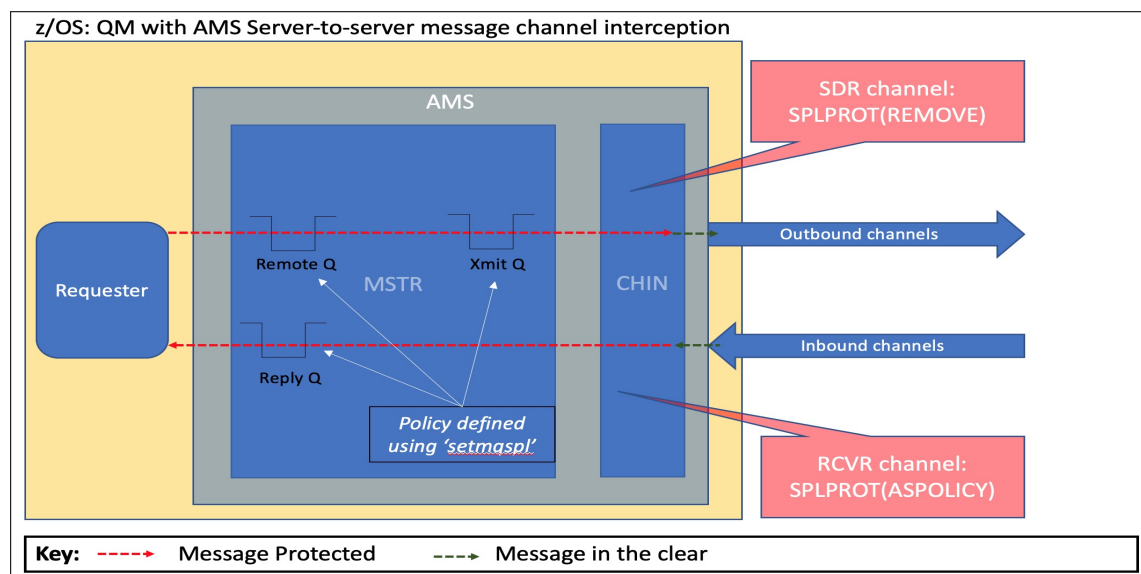 z/OS: QM with AMS Server-to-server message channel interception
AMS
SDR channel:
SPLPROT(REMOVE)
Outbound channels
Remote Q
Xmit Q
Requester
MSTR
CHIN
Inbound channels
Reply Q
Policy defined
using ‘setmqspl’
RCVR channel:
SPLPROT(ASPOLICY)
Key: Message Protected Message in the clear